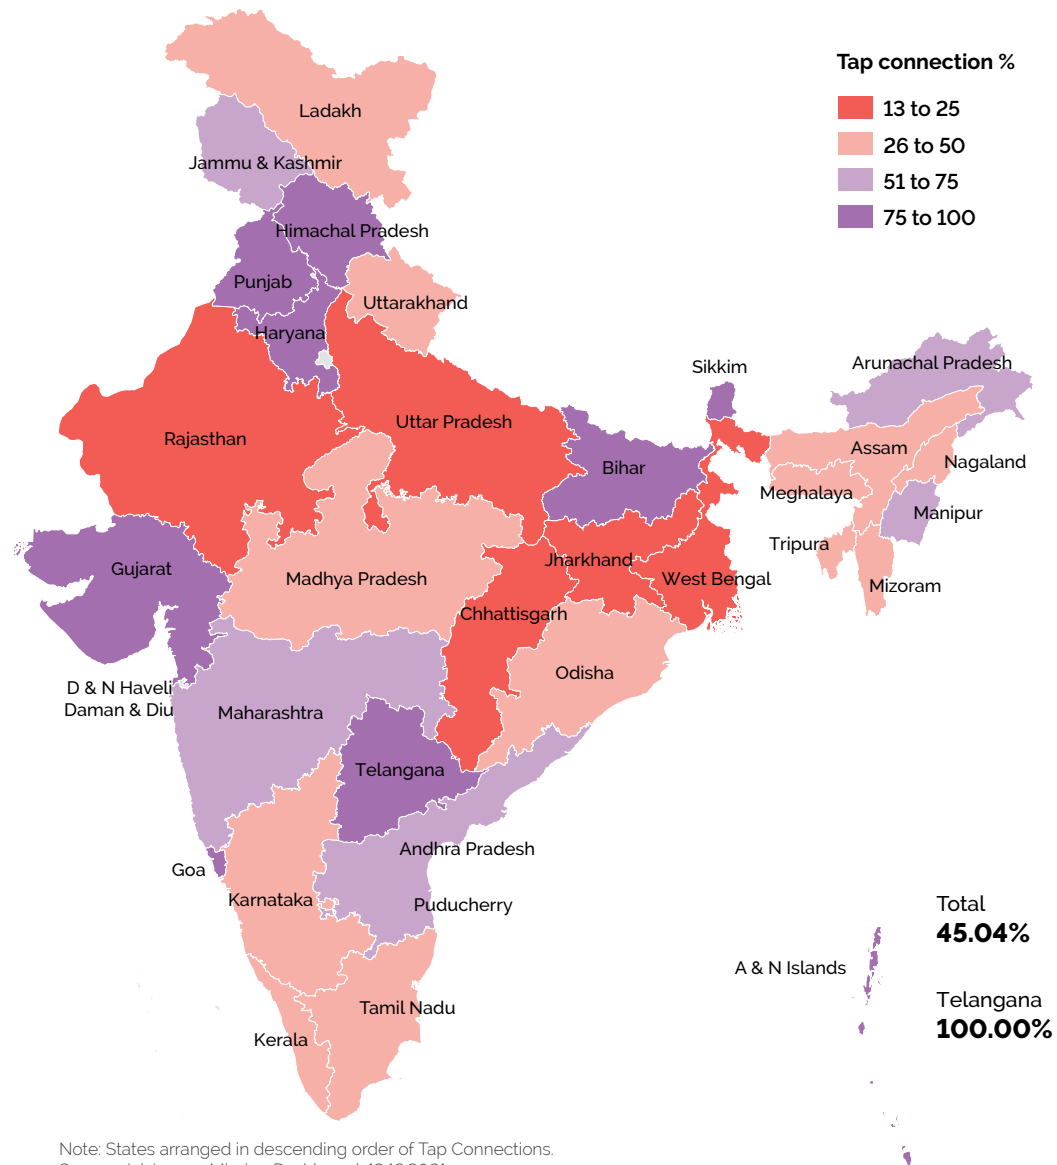 Tap connection %
13 to 25
26 to 50
51 to 75
75 to 100
Ladakh
Jammu & Kashmir
Himachal Pradesh
Punjab
Uttarakhand
Haryana
Sikkim
Arunachal Pradesh
Rajasthan
Uttar Pradesh
Bihar
Assam
Nagaland
Meghalaya
Manipur
Tripura
Mizoram
Gujarat
Madhya Pradesh
Jharkhand
West Bengal
Chhattisgarh
Odisha
D & N Haveli
Daman & Diu
Maharashtra
Telangana
Goa
Andhra Pradesh
Karnataka
Puducherry
Total
45.04%
A & N Islands
Telangana
100.00%
Tamil Nadu
Kerala
Note: States arranged in descending order of Tap Connections.